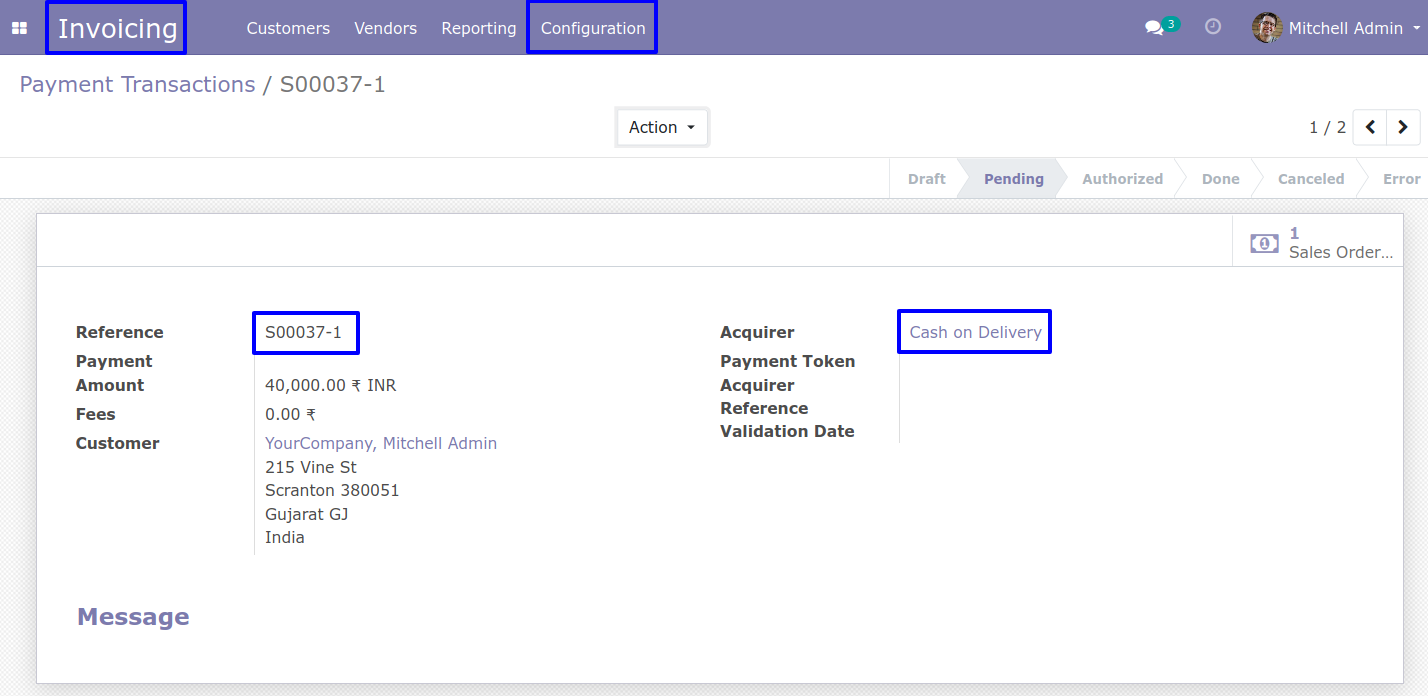 Invoicing Customers Vendors Reporting Configuration 3 Mitchell Admin
Payment Transactions / S00037-1
Action 1 / 2
Draft Pending Authorized Done Canceled Error
1
Sales Order...
Reference S00037-1 Acquirer Cash on Delivery
Payment Payment Token
Amount 40,000.00 ₹ INR Acquirer
Reference
Fees 0.00 ₹
Validation Date
Customer YourCompany, Mitchell Admin
215 Vine St
Scranton 380051
Gujarat GJ
India
Message